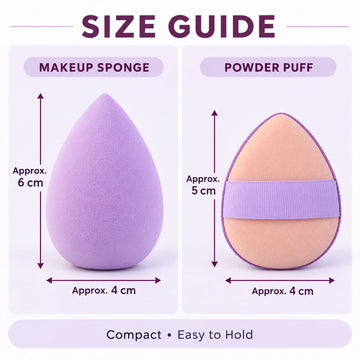 SIZE GUIDE
MAKEUP SPONGE
POWDER PUFF
Approx.
6 cm
Approx.
5 cm
Approx. 4 cm
Approx. 4 cm
Compact • Easy to Hold